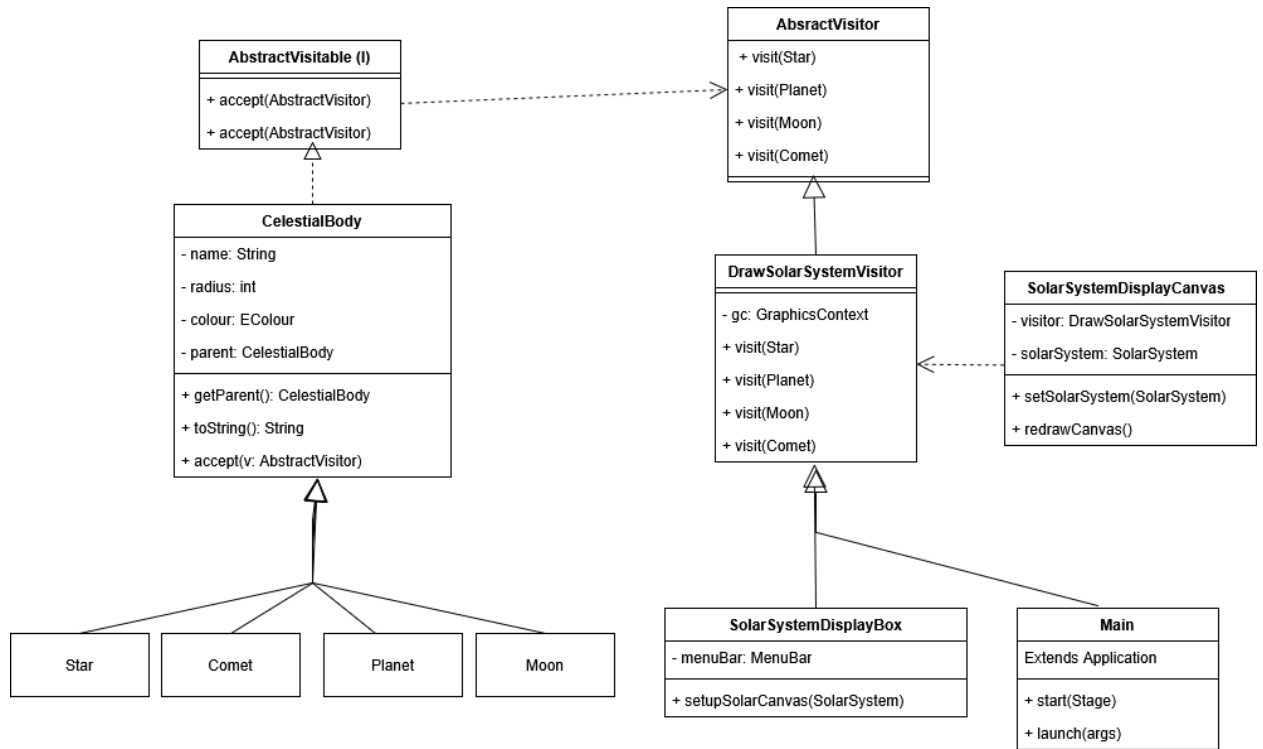 AbstractVisitable (I)
+ accept(AbstractVisitor)
+ accept(AbstractVisitor)
AbsractVisitor
+ visit(Star)
+ visit(Planet)
+ visit(Moon)
+ visit(Comet)
CelestialBody
- name: String
- radius: int
- colour: EColour
- parent: CelestialBody
+ getParent(): CelestialBody
+ toString(): String
+ accept(v: AbstractVisitor)
DrawSolarSystemVisitor
- gc: GraphicsContext
+ visit(Star)
+ visit(Planet)
+ visit(Moon)
+ visit(Comet)
SolarSystemDisplayCanvas
- visitor: DrawSolarSystemVisitor
- solarSystem: SolarSystem
+ setSolarSystem(SolarSystem)
+ redrawCanvas()
Star
Comet
Planet
Moon
SolarSystemDisplayBox
- menuBar: MenuBar
+ setupSolarCanvas(SolarSystem)
Main
Extends Application
+ start(Stage)
+ launch(args)